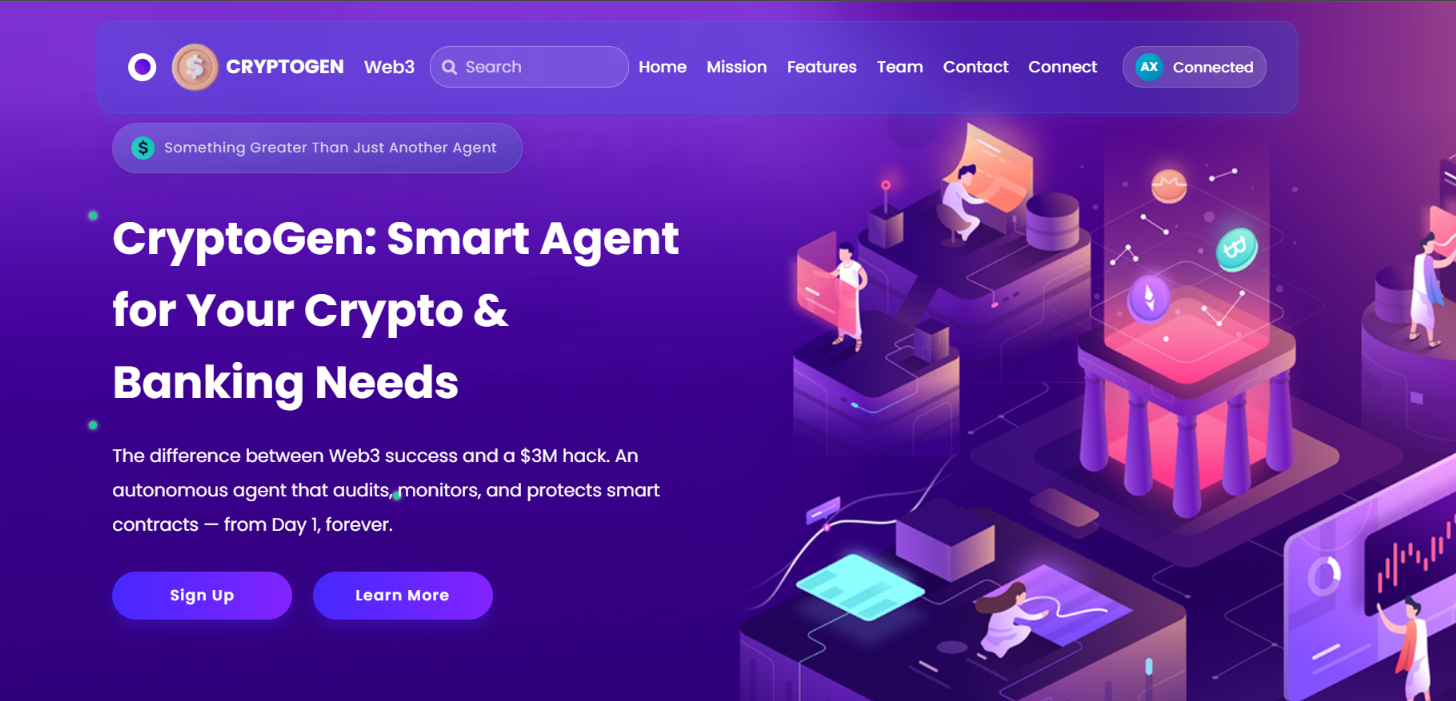 CRYPTOGEN Web3 Search Home Mission Features Team Contact Connect AX Connected
$ Something Greater Than Just Another Agent
CryptoGen: Smart Agent
for Your Crypto &
Banking Needs
The difference between Web3 success and a $3M hack. An
autonomous agent that audits, monitors, and protects smart
contracts — from Day 1, forever.
Sign Up Learn More